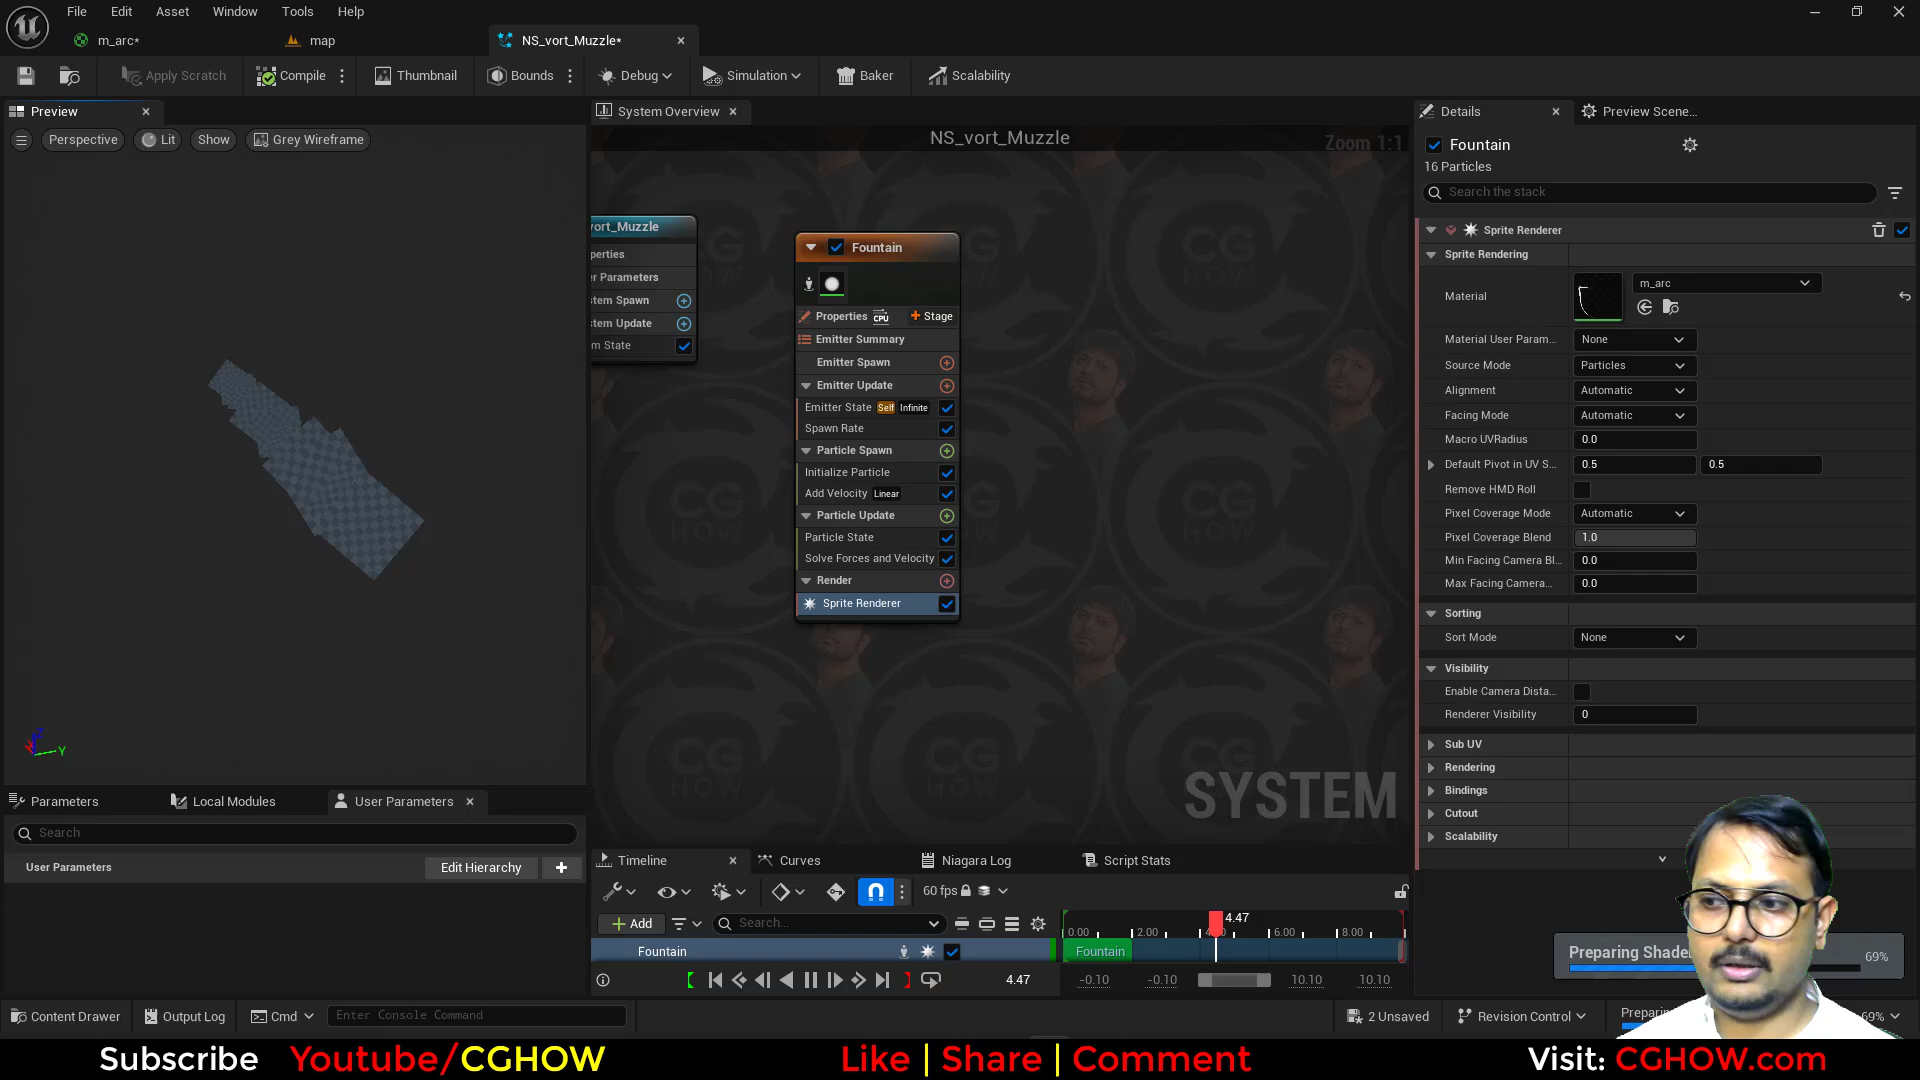 File Edit Asset Window Tools Help
m_arc* map NS_vort_Muzzle*
Apply Scratch Compile Thumbnail Bounds Debug Simulation Baker Scalability
Preview
Perspective Lit Show Grey Wireframe
System Overview
NS_vort_Muzzle
Zoom 1:1
vort_Muzzle
perties
er Parameters
stem Spawn
stem Update
m State
Fountain
Properties CPU Stage
Emitter Summary
Emitter Spawn
Emitter Update
Emitter State Self Infinite
Spawn Rate
Particle Spawn
Initialize Particle
Add Velocity Linear
Particle Update
Particle State
Solve Forces and Velocity
Render
Sprite Renderer
CG HOW
SYSTEM
Details Preview Scene...
Fountain
16 Particles
Search the stack
Sprite Renderer
Sprite Rendering
Material m_arc
Material User Param... None
Source Mode Particles
Alignment Automatic
Facing Mode Automatic
Macro UVRadius 0.0
Default Pivot in UV S... 0.5 0.5
Remove HMD Roll
Pixel Coverage Mode Automatic
Pixel Coverage Blend 1.0
Min Facing Camera Bl... 0.0
Max Facing Camera... 0.0
Sorting
Sort Mode None
Visibility
Enable Camera Dista...
Renderer Visibility 0
Sub UV
Rendering
Bindings
Cutout
Scalability
Z
Y
Parameters Local Modules User Parameters
Search
User Parameters Edit Hierarchy
Timeline Curves Niagara Log Script Stats
60 fps
Add Search...
4.47
0.00 2.00 6.00 8.00
Fountain Fountain
4.47 -0.10 -0.10 10.10 10.10
Preparing Shade 69%
Content Drawer Output Log Cmd Enter Console Command 2 Unsaved Revision Control Preparin 69%
Subscribe Youtube/CGHOW Like | Share | Comment Visit: CGHOW.com